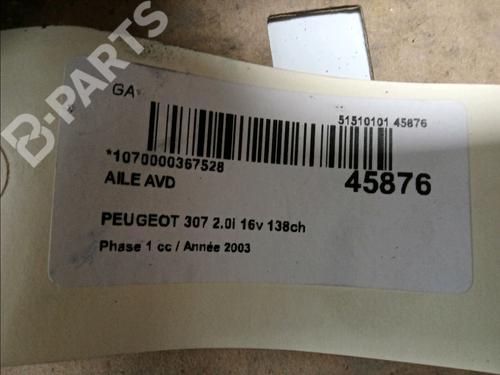 B-PARTS
GA
51510101 45876
*1070000367528
AILE AVD
45876
PEUGEOT 307 2.0i 16v 138ch
Phase 1 cc / Année 2003